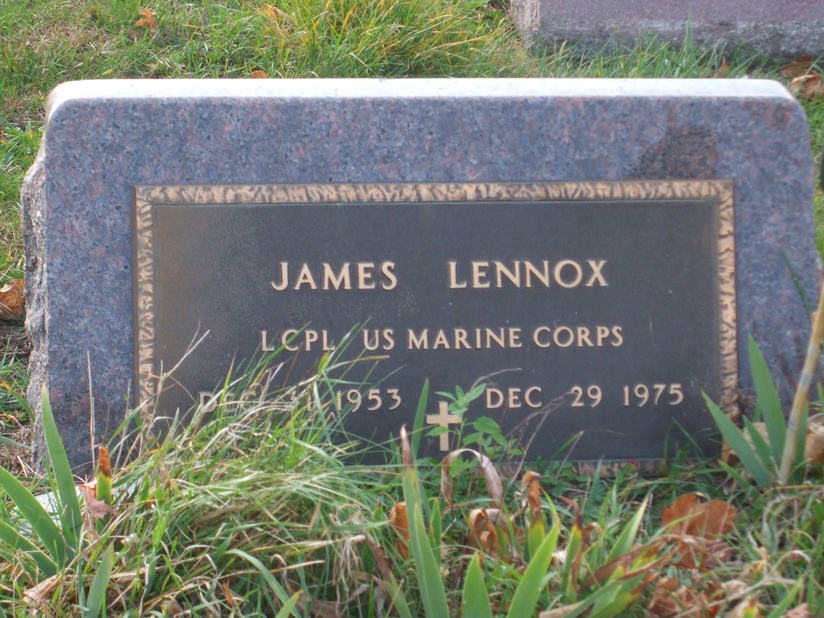 JAMES LENNOX
LCPL US MARINE CORPS
1953 DEC 29 1975